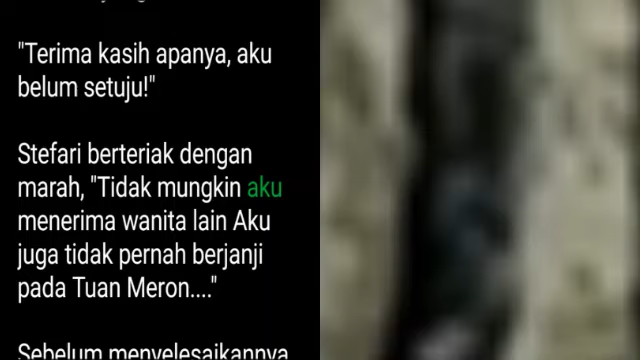 "Terima kasih apanya, aku
belum setuju!"
Stefari berteriak dengan
marah, "Tidak mungkin aku
menerima wanita lain Aku
juga tidak pernah berjanji
pada Tuan Meron...."
Sebelum menyelesaikannya